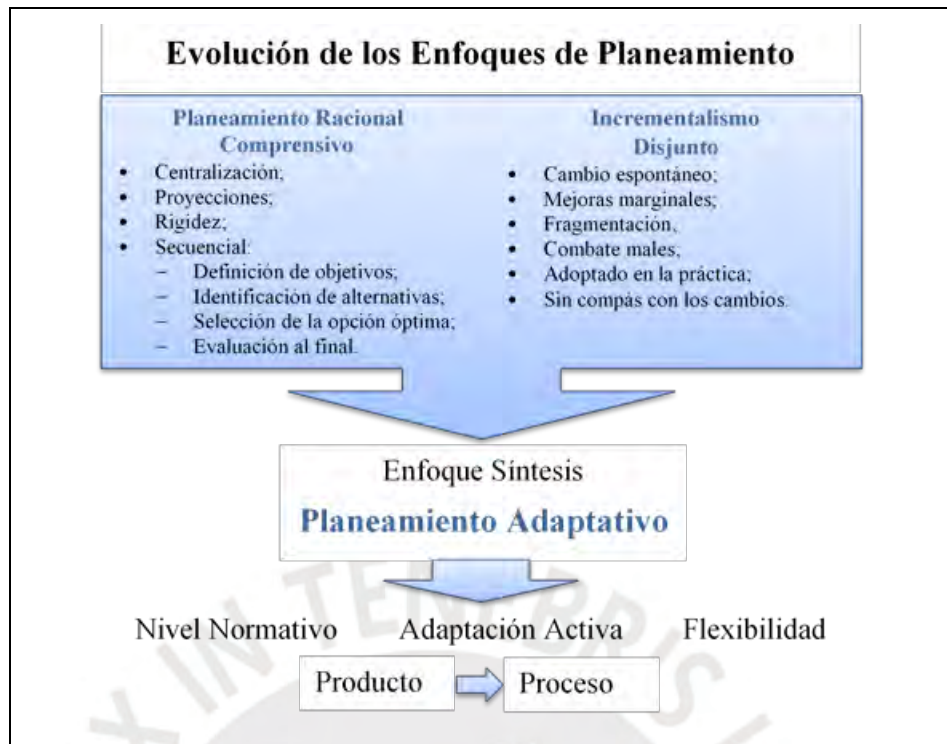 Evolución de los Enfoques de Planeamiento
Planeamiento Racional
Comprensivo
• Centralización;
• Proyecciones;
• Rigidez;
• Secuencial:
– Definición de objetivos;
– Identificación de alternativas;
– Selección de la opción óptima;
– Evaluación al final.
Incrementalismo
Disjunto
• Cambio espontáneo;
• Mejoras marginales;
• Fragmentación,
• Combate males;
• Adoptado en la práctica;
• Sin compás con los cambios.
Enfoque Síntesis
Planeamiento Adaptativo
Nivel Normativo Adaptación Activa Flexibilidad
Producto Proceso
X IN TENEBRIS L